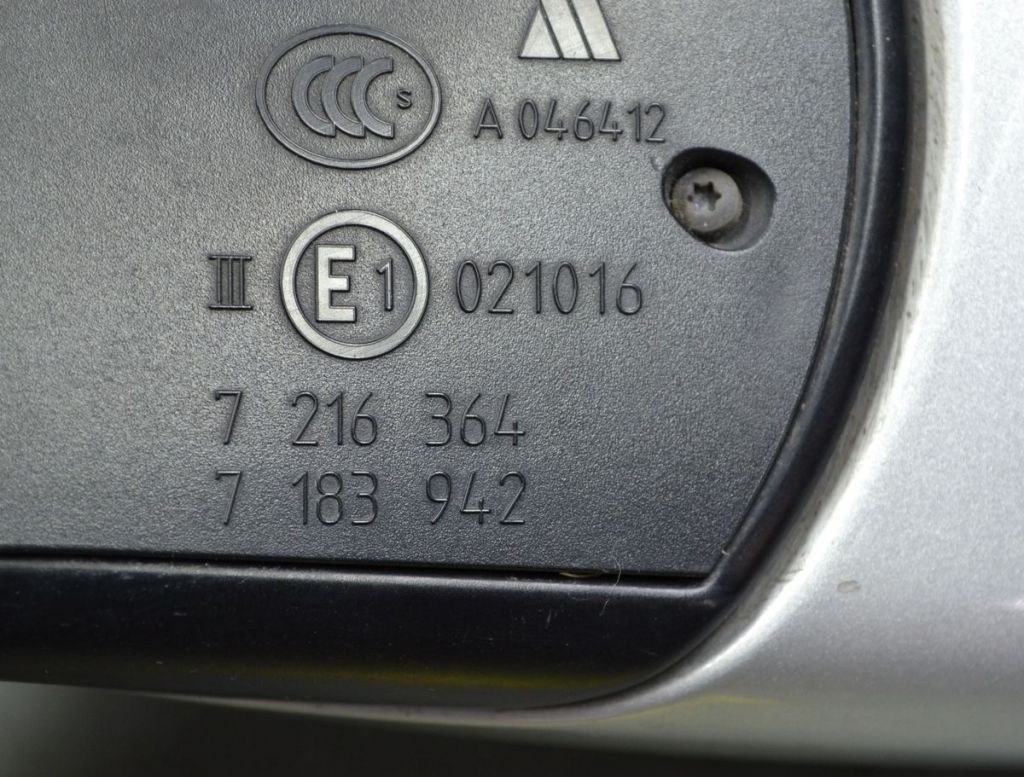 CCC S
A 046412
III E1 021016
7 216 364
7 183 942